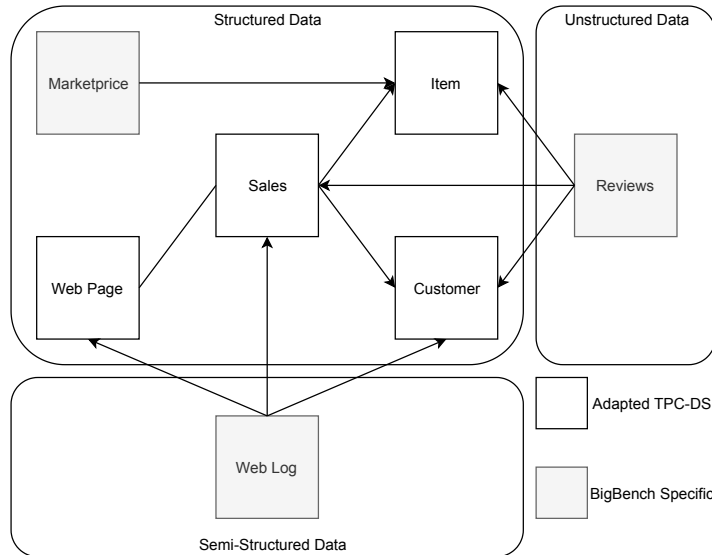 Structured Data
Unstructured Data
Marketprice
Item
Sales
Reviews
Web Page
Customer
Adapted TPC-DS
Web Log
BigBench Specific
Semi-Structured Data